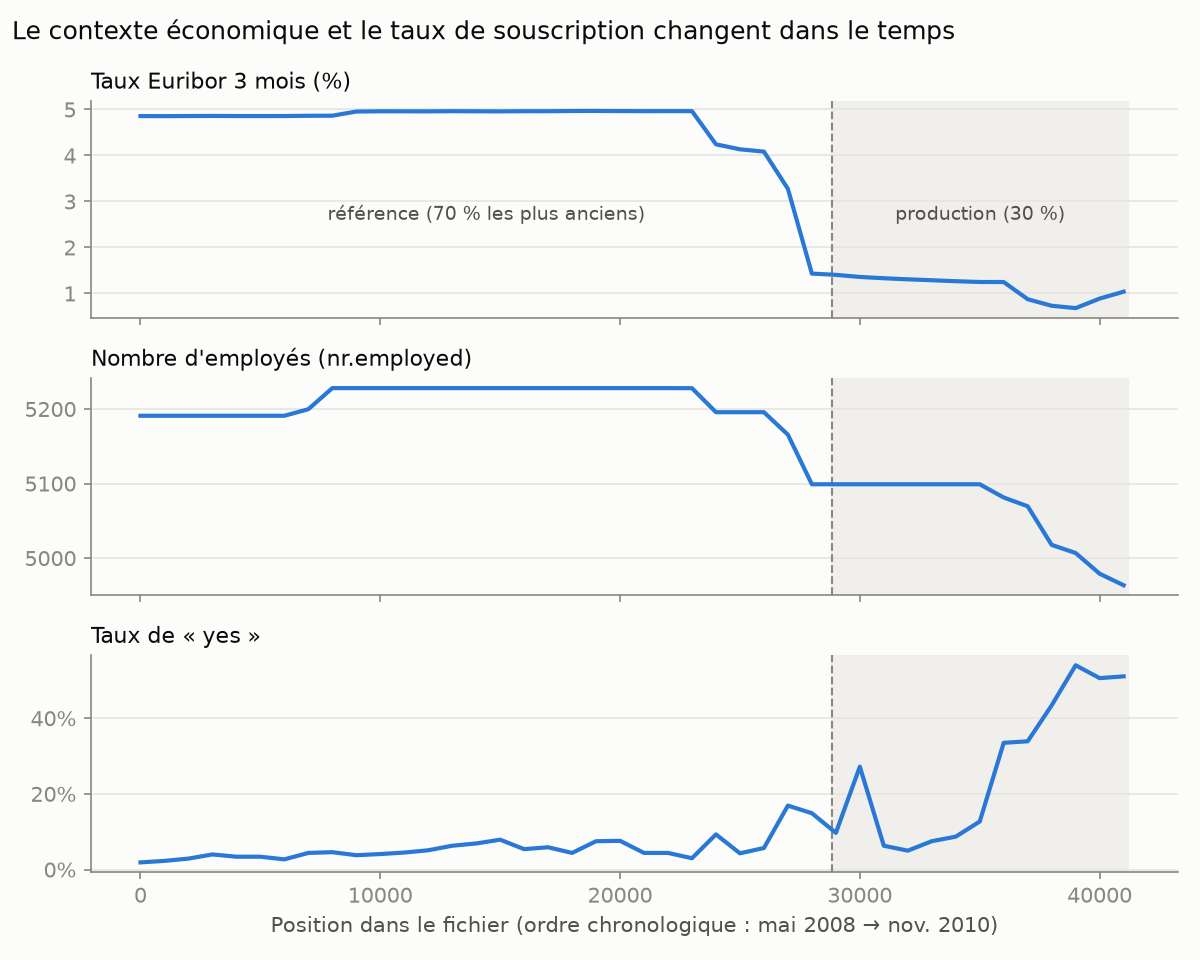 Le contexte économique et le taux de souscription changent dans le temps
Taux Euribor 3 mois (%)
5
4
3
2
1
référence (70 % les plus anciens)
production (30 %)
Nombre d'employés (nr.employed)
5200
5100
5000
Taux de « yes »
40%
20%
0%
0
10000
20000
30000
40000
Position dans le fichier (ordre chronologique : mai 2008 → nov. 2010)